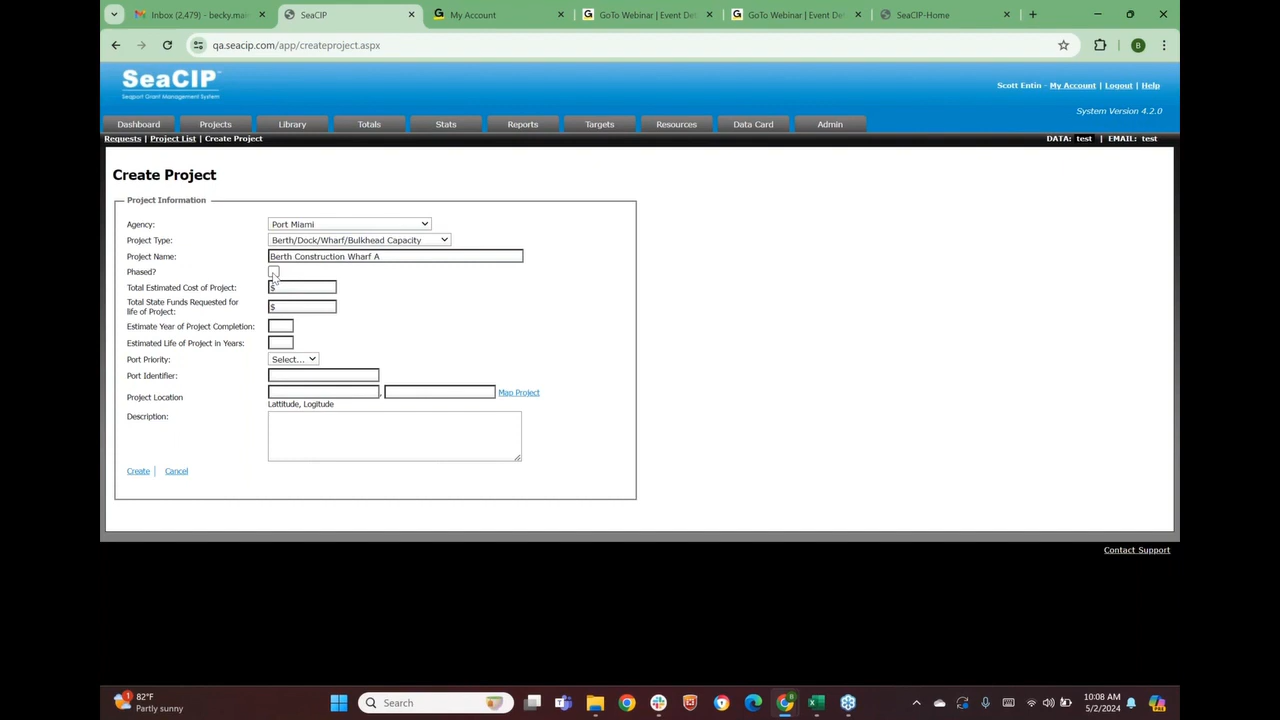 Inbox (2,479) - becky.mai
SeaCIP
My Account
GoTo Webinar | Event De
GoTo Webinar | Event De
SeaCIP-Home
qa.seacip.com/app/createproject.aspx
SeaCIP
Seaport Grant Management System
Scott Entin - My Account | Logout | Help
System Version 4.2.0
Dashboard Projects Library Totals Stats Reports Targets Resources Data Card Admin
Requests | Project List | Create Project
DATA: test | EMAIL: test
Create Project
Project Information
Agency: Port Miami
Project Type: Berth/Dock/Wharf/Bulkhead Capacity
Project Name: Berth Construction Wharf A
Phased?
Total Estimated Cost of Project: $
Total State Funds Requested for
life of Project: $
Estimate Year of Project Completion:
Estimated Life of Project in Years:
Port Priority: Select...
Port Identifier:
Project Location , Map Project
Lattitude, Logitude
Description:
Create | Cancel
Contact Support
1
82°F
Partly sunny
Search
10:08 AM
5/2/2024